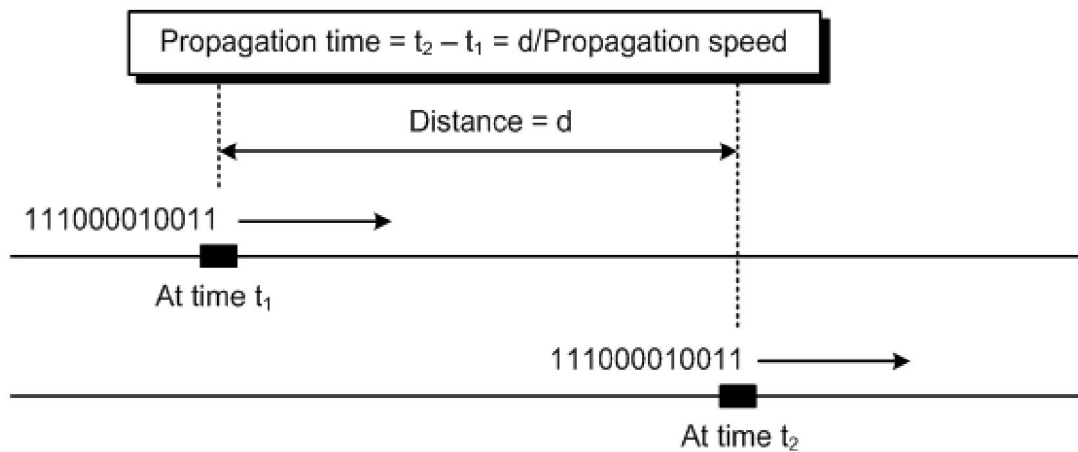 Propagation time = t₂ – t₁ = d/Propagation speed
Distance = d
111000010011
At time t₁
111000010011
At time t₂